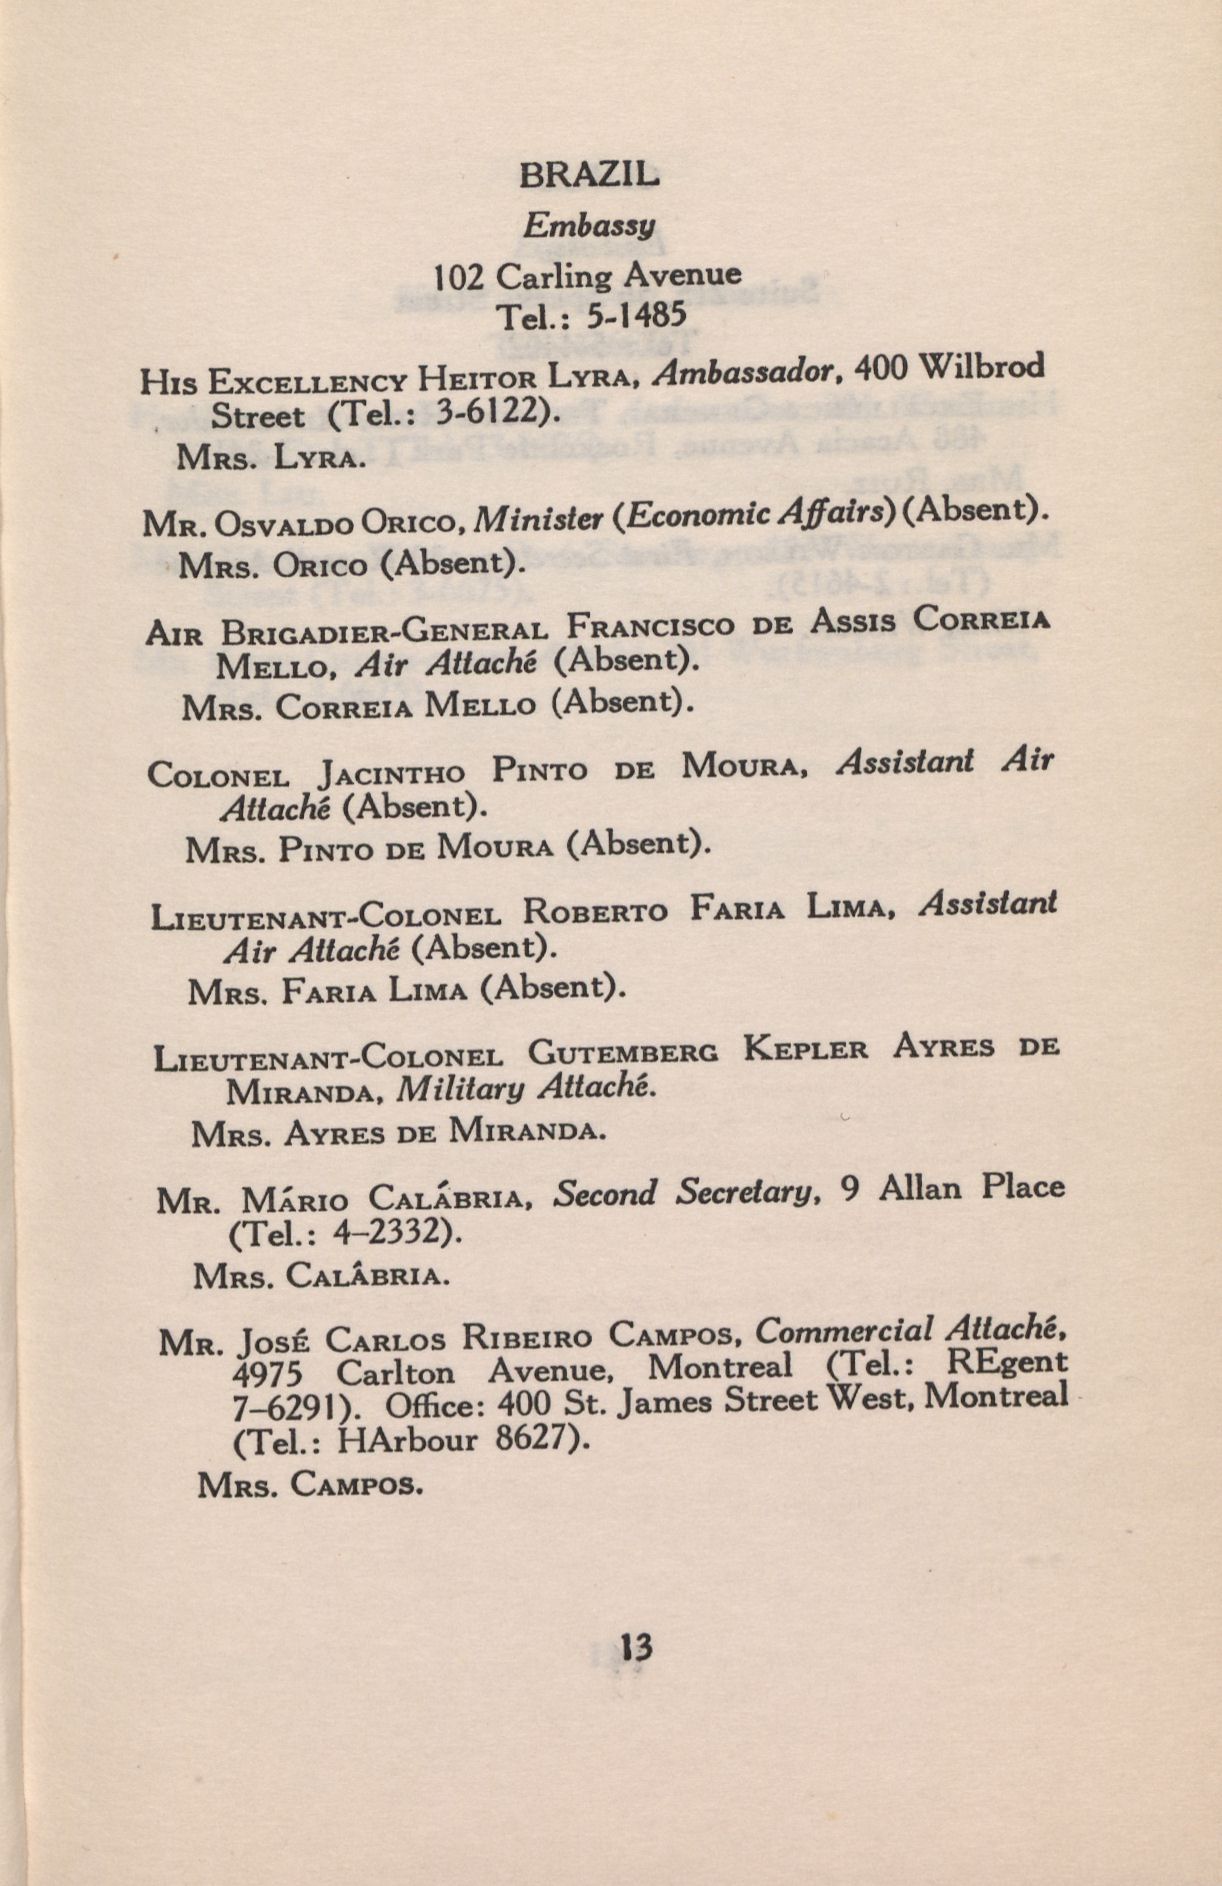 BRAZIL
Embassy
102 Carling Avenue
Tel.: 5-1485
HIS EXCELLENCY HEITOR LYRA, Ambassador, 400 Wilbrod
Street (Tel.: 3-6122).
MRS. LYRA.
MR. OSVALDO ORICO, Minister (Economic Affairs) (Absent).
MRS. ORICO (Absent).
AIR BRIGADIER-GENERAL FRANCISCO DE ASSIS CORREIA
MELLO, Air Attaché (Absent).
MRS. CORREIA MELLO (Absent).
COLONEL JACINTHO PINTO DE MOURA, Assistant Air
Attaché (Absent).
MRS. PINTO DE MOURA (Absent).
LIEUTENANT-COLONEL ROBERTO FARIA LIMA, Assistant
Air Attaché (Absent).
MRS. FARIA LIMA (Absent).
LIEUTENANT-COLONEL GUTEMBERG KEPLER AYRES DE
MIRANDA, Military Attaché.
MRS. AYRES DE MIRANDA.
MR. MÁRIO CALÁBRIA, Second Secretary, 9 Allan Place
(Tel.: 4–2332).
MRS. CALÂBRIA.
MR. JOSÉ CARLOS RIBEIRO CAMPOS, Commercial Attaché,
4975 Carlton Avenue, Montreal (Tel.: REgent
7–6291). Office: 400 St. James Street West, Montreal
(Tel.: HArbour 8627).
MRS. CAMPOS.
13